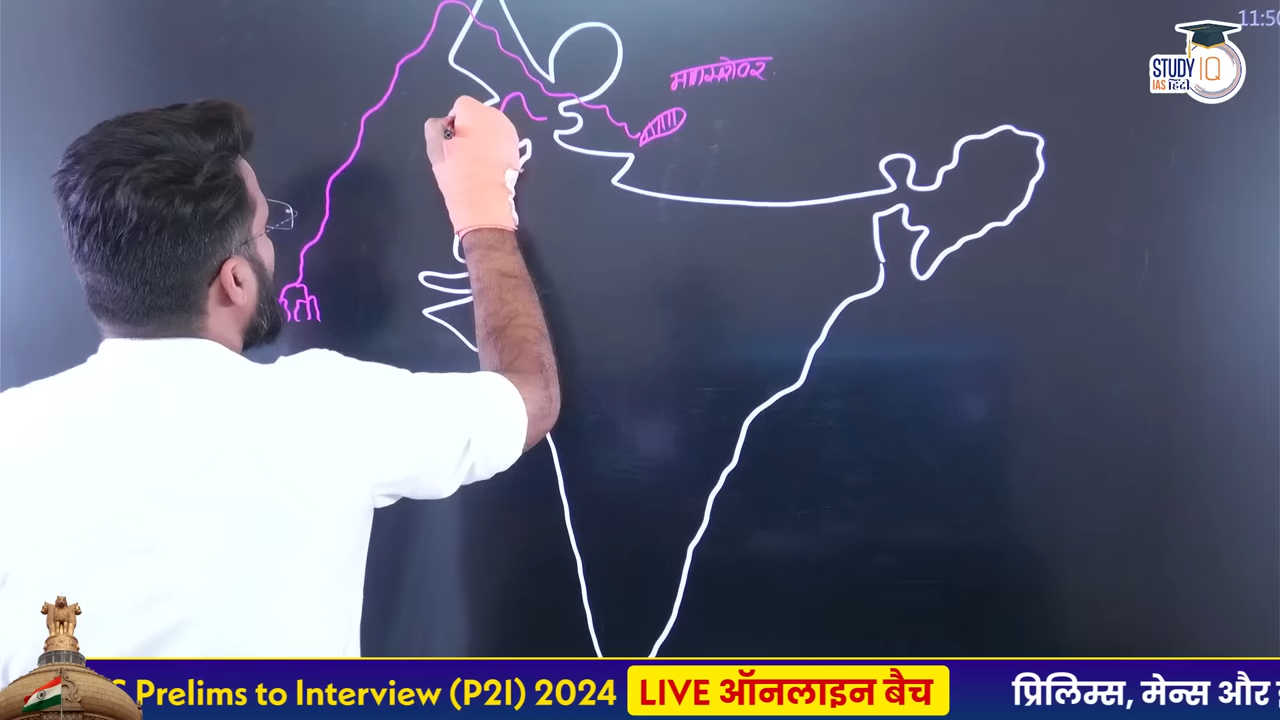 11:50
STUDY IQ
IAS हिंदी
मानसरोवर
Prelims to Interview (P2I) 2024
LIVE ऑनलाइन बैच
प्रिलिम्स, मेन्स और